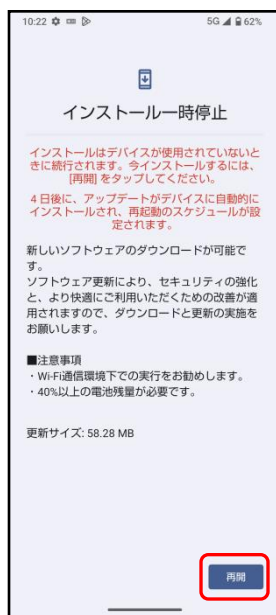 10:22 5G 62%
インストール一時停止
インストールはデバイスが使用されていないと
きに続行されます。今インストールするには、
[再開] をタップしてください。
4 日後に、アップデートがデバイスに自動的に
インストールされ、再起動のスケジュールが設
定されます。
新しいソフトウェアのダウンロードが可能で
す。
ソフトウェア更新により、セキュリティの強化
と、より快適にご利用いただくための改善が適
用されますので、ダウンロードと更新の実施を
お願いします。
■注意事項
・Wi-Fi通信環境下での実行をお勧めします。
・40%以上の電池残量が必要です。
更新サイズ: 58.28 MB
再開